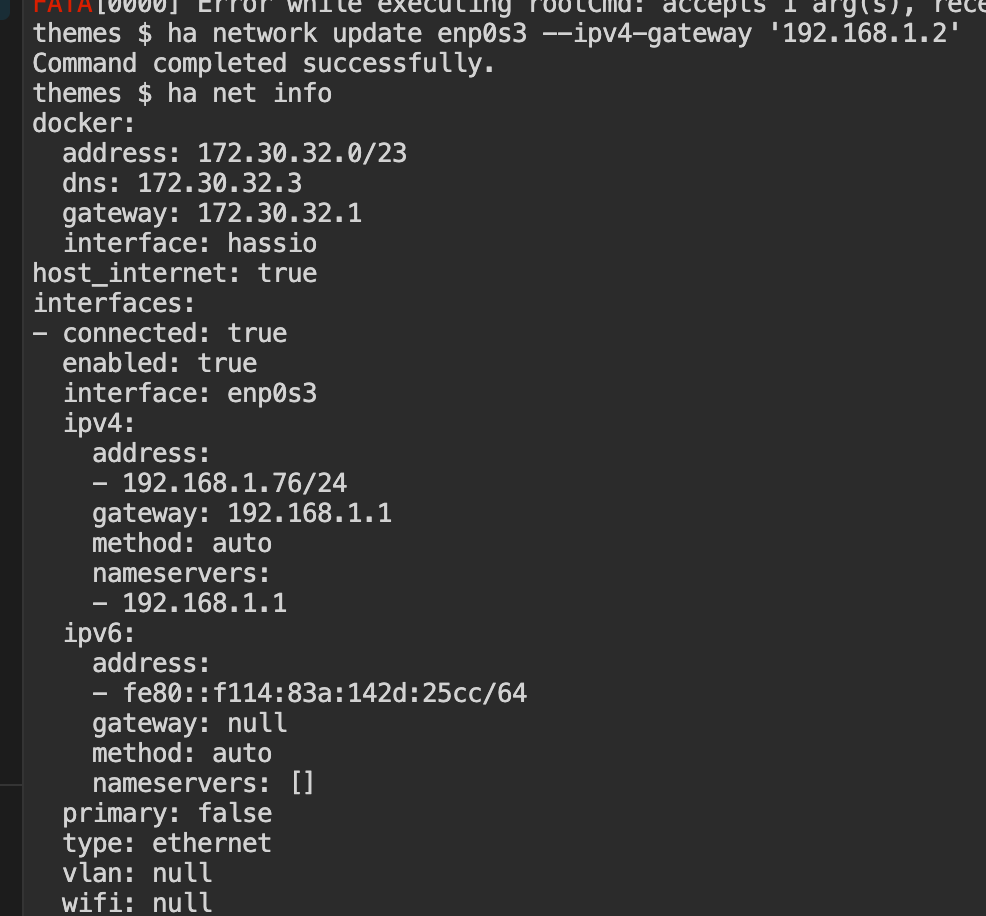 FATA[0000] Error while executing rootCmd: accepts 1 arg(s),
themes $ ha network update enp0s3 --ipv4-gateway '192.168.1.2'
Command completed successfully.
themes $ ha net info
docker:
  address: 172.30.32.0/23
  dns: 172.30.32.3
  gateway: 172.30.32.1
  interface: hassio
host_internet: true
interfaces:
- connected: true
  enabled: true
  interface: enp0s3
  ipv4:
    address:
    - 192.168.1.76/24
    gateway: 192.168.1.1
    method: auto
    nameservers:
    - 192.168.1.1
  ipv6:
    address:
    - fe80::f114:83a:142d:25cc/64
    gateway: null
    method: auto
    nameservers: []
  primary: false
  type: ethernet
  vlan: null
  wifi: null